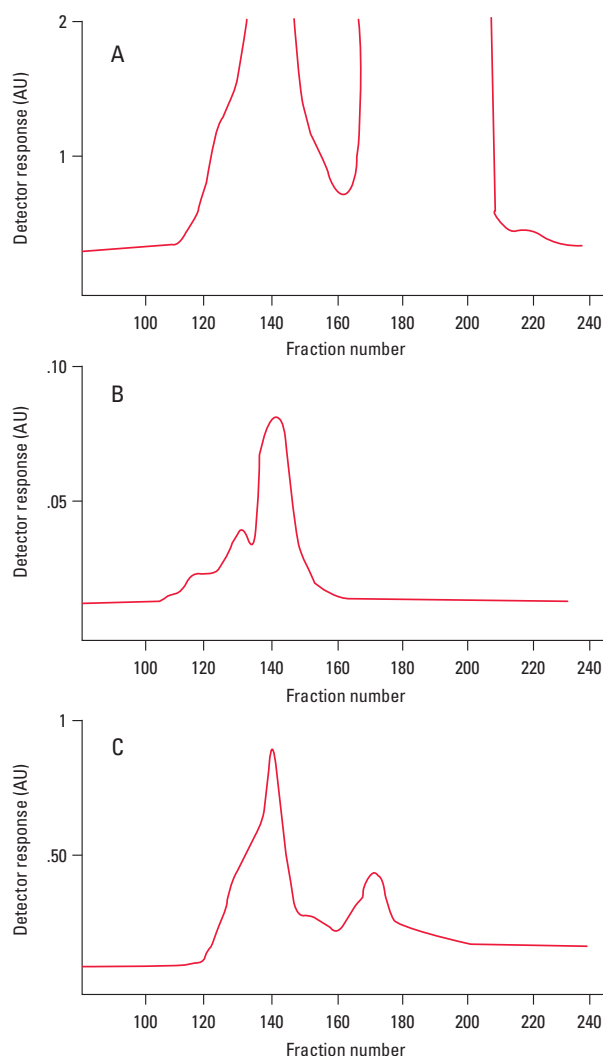 A
Detector response (AU)
2
1
100 120 140 160 180 200 220 240
Fraction number
B
Detector response (AU)
.10
.05
100 120 140 160 180 200 220 240
Fraction number
C
Detector response (AU)
1
.50
100 120 140 160 180 200 220 240
Fraction number